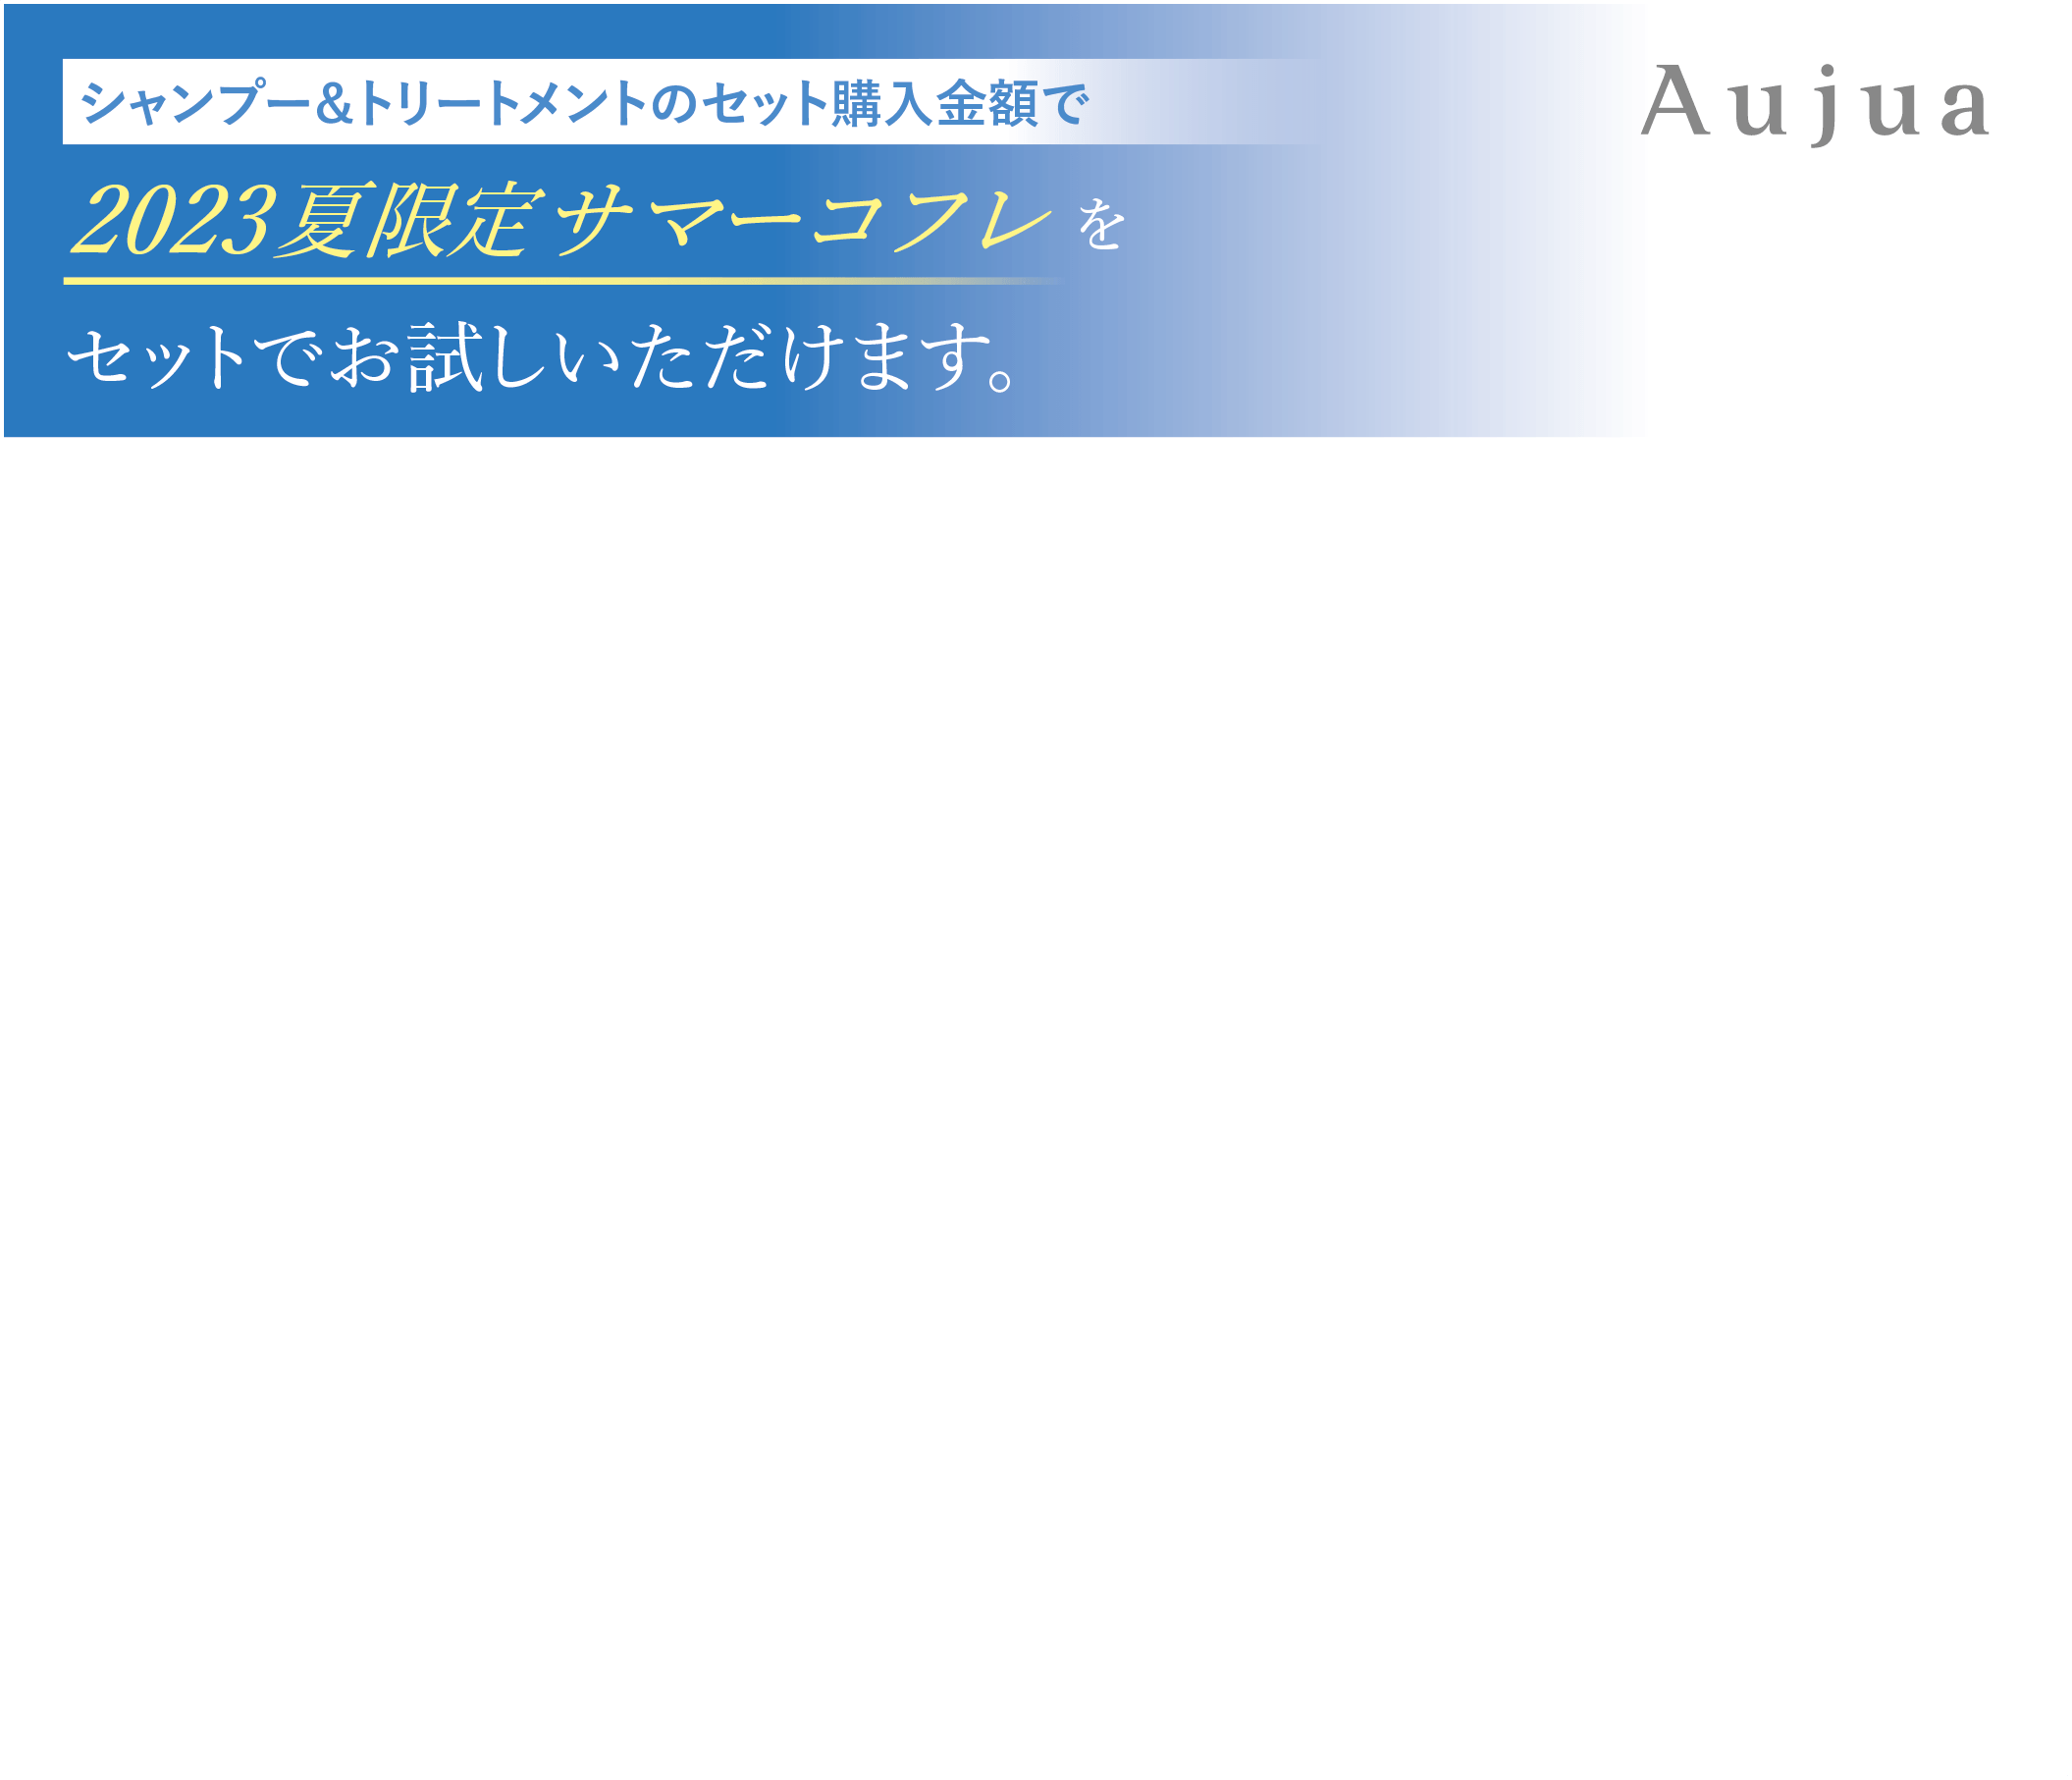 シャンプー&トリートメントのセット購入金額で
2023夏限定 サマーコフレ を
セットでお試しいただけます。
Aujua